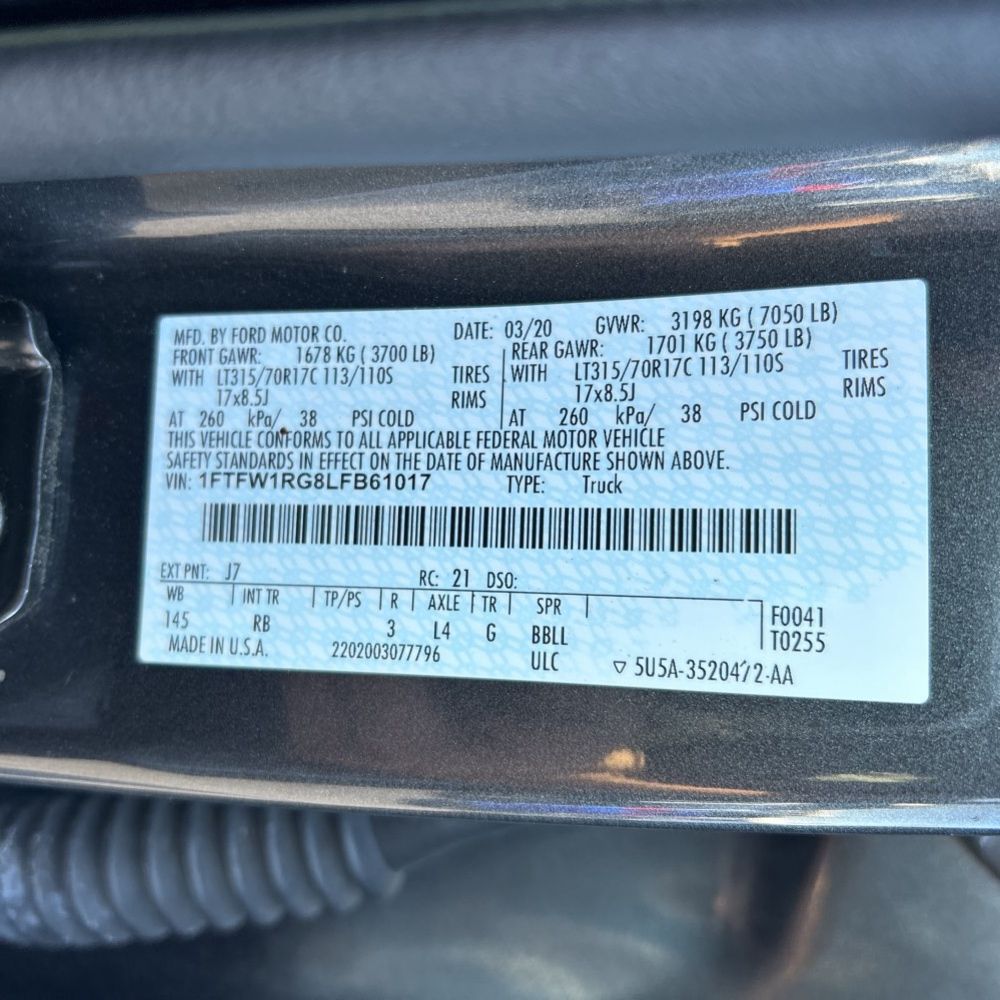 MFD. BY FORD MOTOR CO. DATE: 03/20 GVWR: 3198 KG ( 7050 LB)
FRONT GAWR: 1678 KG ( 3700 LB) REAR GAWR: 1701 KG ( 3750 LB)
WITH LT315/70R17C 113/110S TIRES WITH LT315/70R17C 113/110S TIRES
17x8.5J RIMS 17x8.5J RIMS
AT 260 kPa/ 38 PSI COLD AT 260 kPa/ 38 PSI COLD
THIS VEHICLE CONFORMS TO ALL APPLICABLE FEDERAL MOTOR VEHICLE
SAFETY STANDARDS IN EFFECT ON THE DATE OF MANUFACTURE SHOWN ABOVE.
VIN: 1FTFW1RG8LFB61017 TYPE: Truck
EXT PNT: J7 RC: 21 DSO:
WB INT TR TP/PS R AXLE TR SPR F0041
145 RB 3 L4 G BBLL T0255
MADE IN U.S.A. 2202003077796 ULC ▽ 5U5A-3520472-AA